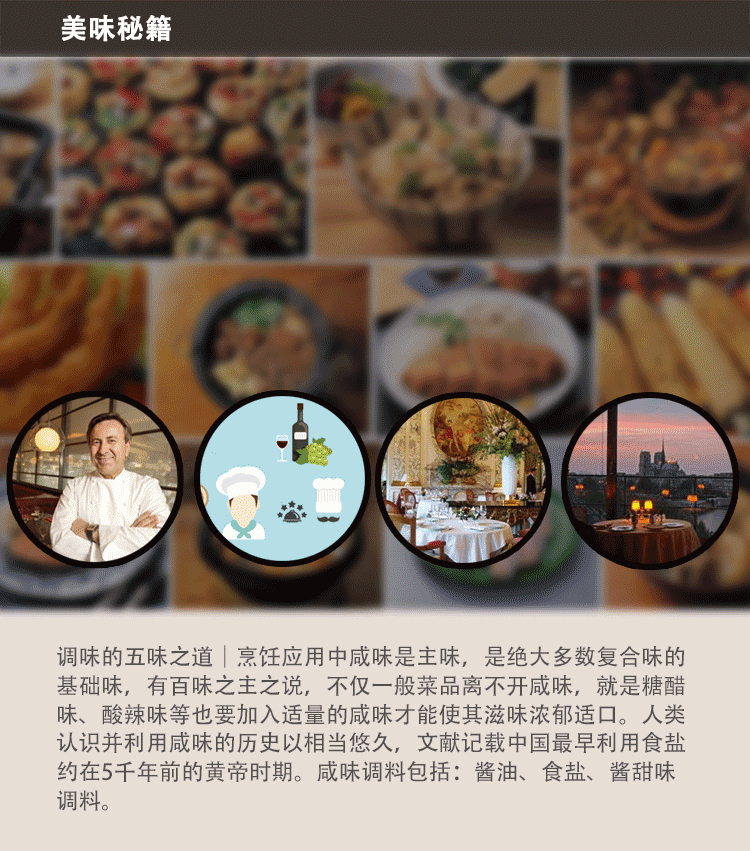 美味秘籍
调味的五味之道｜烹饪应用中咸味是主味，是绝大多数复合味的
基础味，有百味之主之说，不仅一般菜品离不开咸味，就是糖醋
味、酸辣味等也要加入适量的咸味才能使其滋味浓郁适口。人类
认识并利用咸味的历史以相当悠久，文献记载中国最早利用食盐
约在5千年前的黄帝时期。咸味调料包括：酱油、食盐、酱甜味
调料。